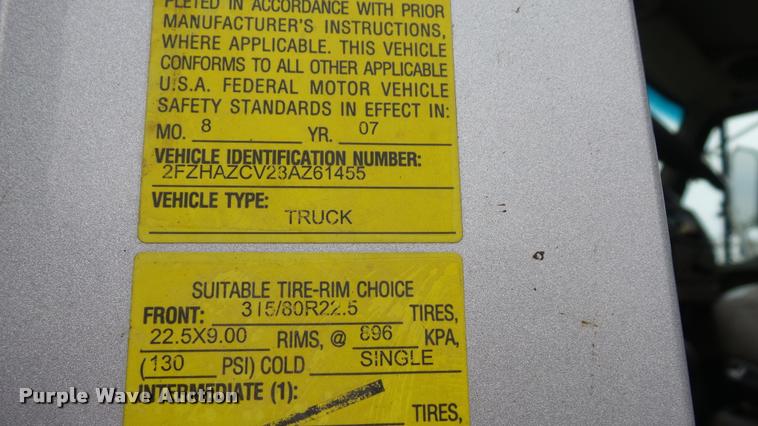 PLETED IN ACCORDANCE WITH PRIOR
MANUFACTURER'S INSTRUCTIONS,
WHERE APPLICABLE. THIS VEHICLE
CONFORMS TO ALL OTHER APPLICABLE
U.S.A. FEDERAL MOTOR VEHICLE
SAFETY STANDARDS IN EFFECT IN:
MO. 8 YR. 07
VEHICLE IDENTIFICATION NUMBER:
2FZHAZCV23AZ61455
VEHICLE TYPE:
TRUCK
SUITABLE TIRE-RIM CHOICE
FRONT: 315/80R22.5 TIRES,
22.5X9.00 RIMS, @ 896 KPA,
(130 PSI) COLD SINGLE
INTERMEDIATE (1):
TIRES,
Purple Wave Auction